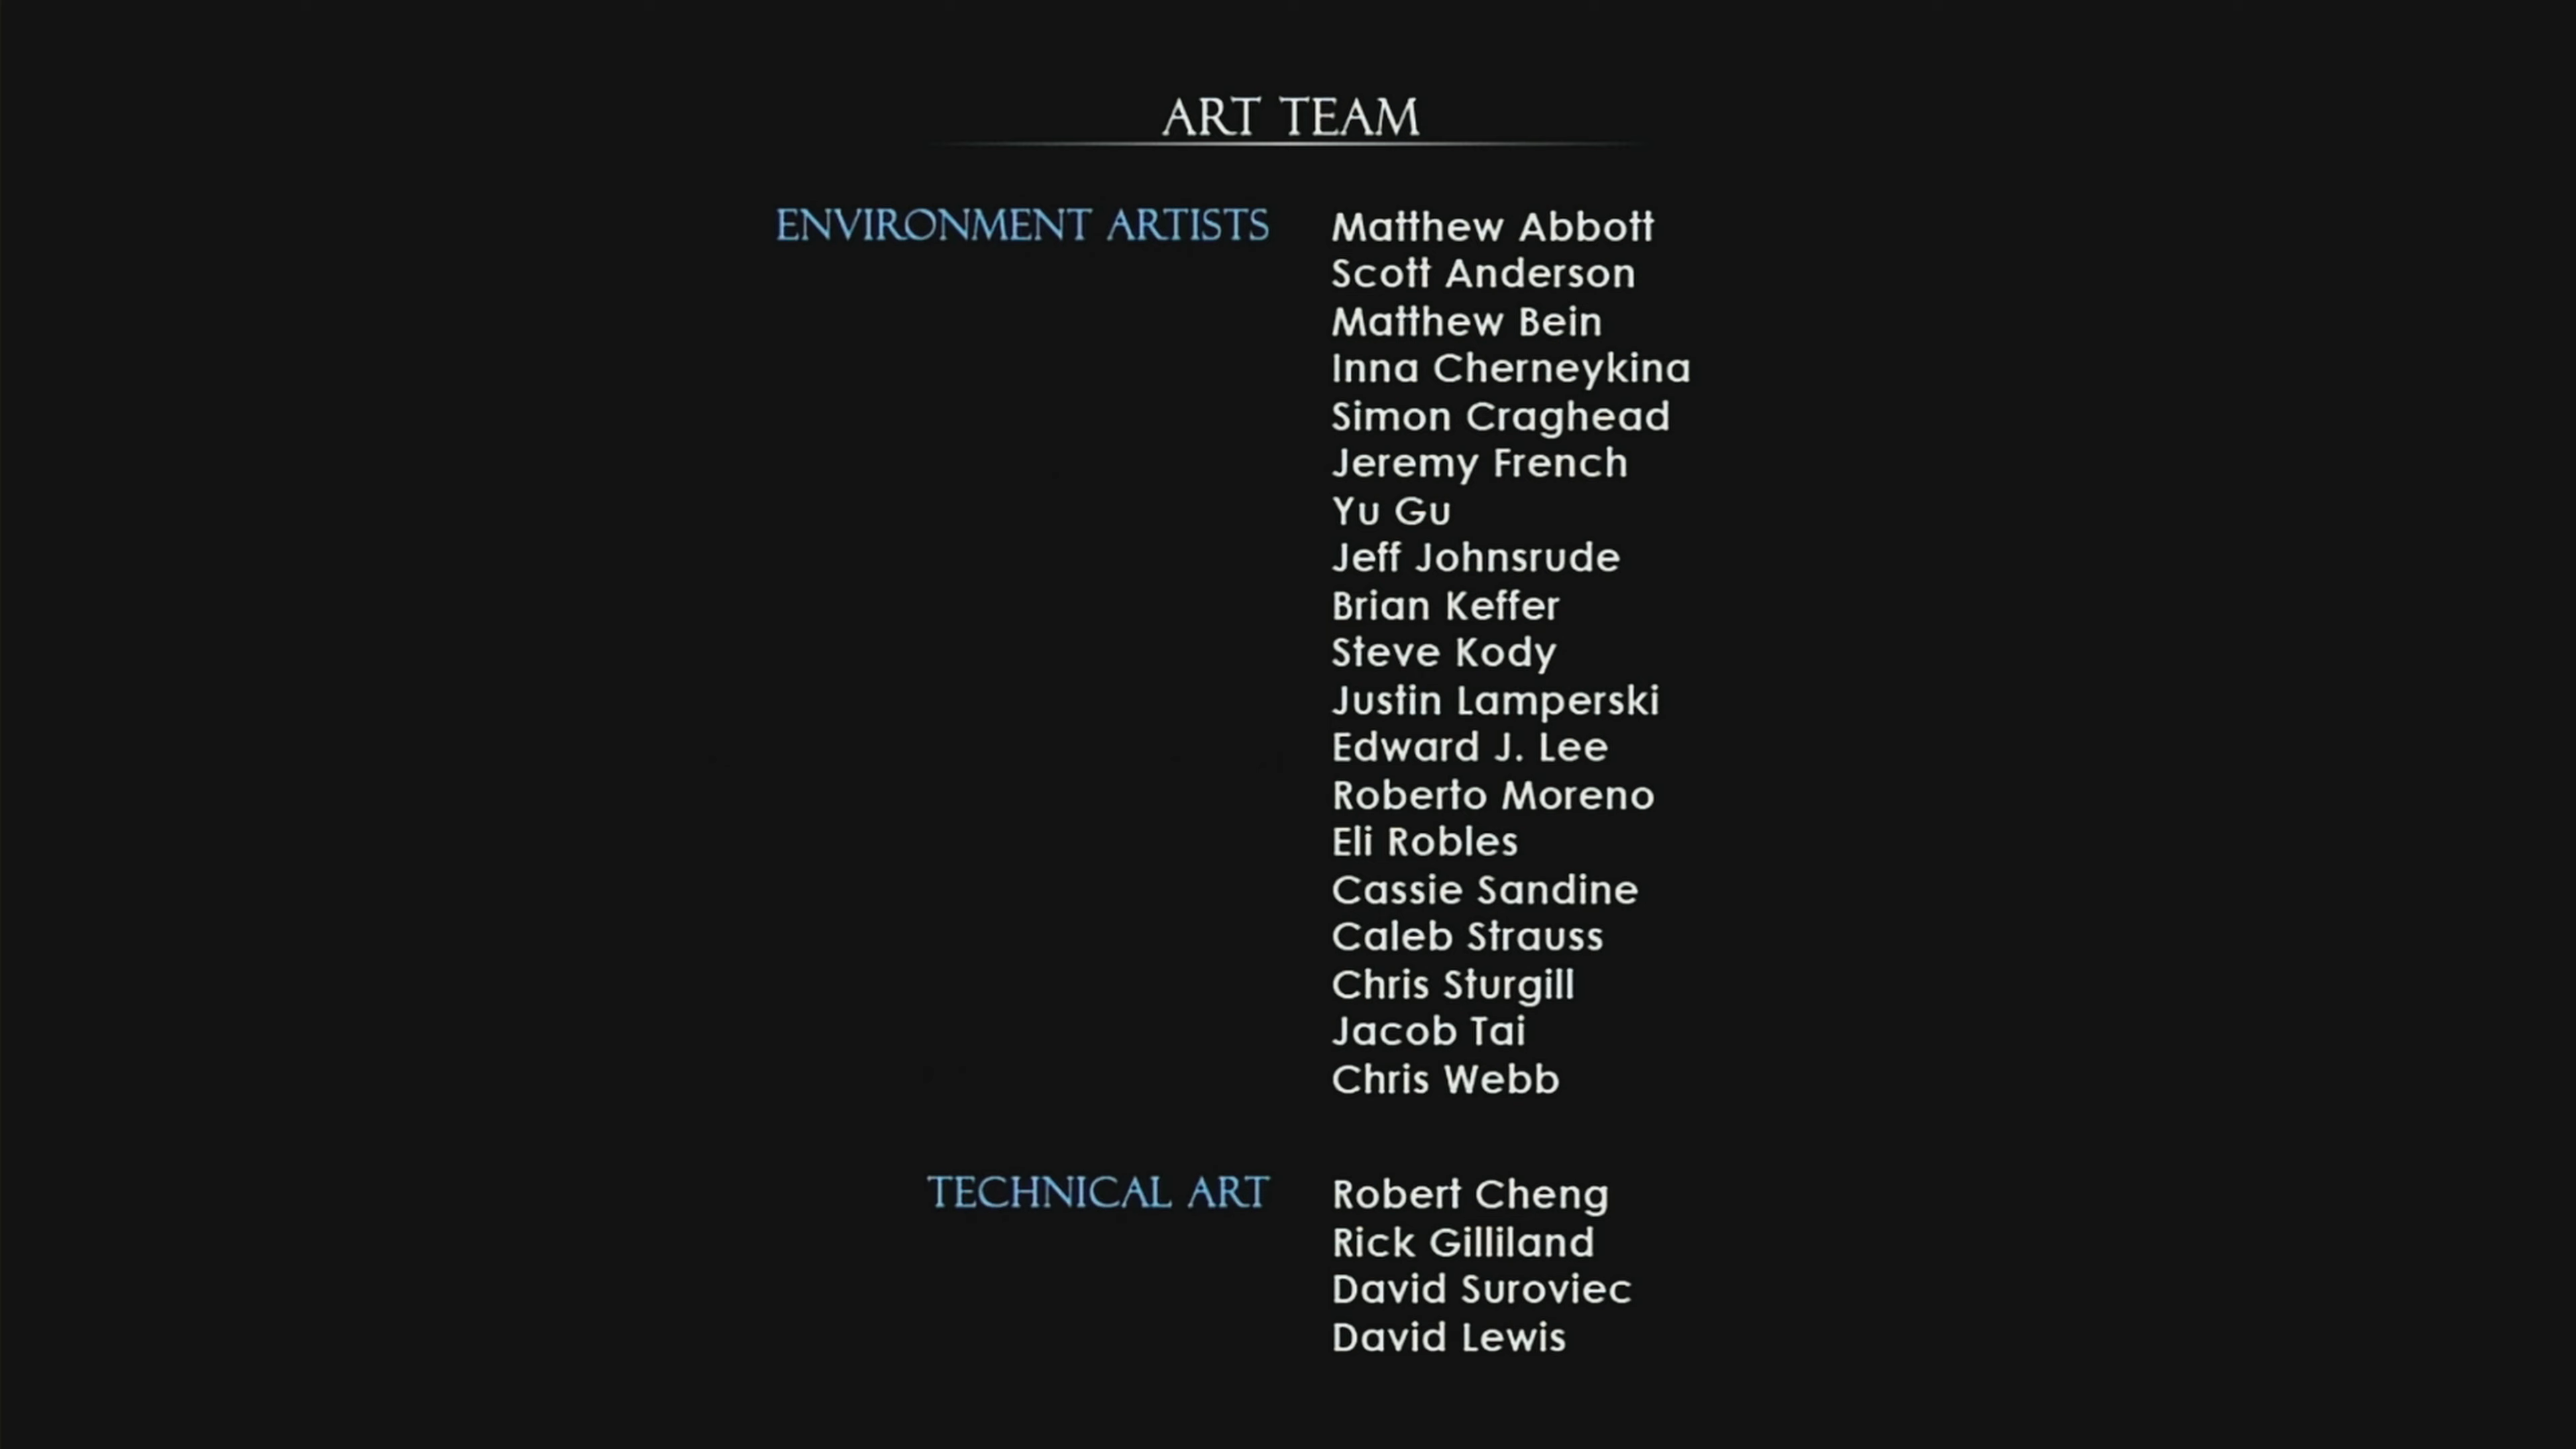 ART TEAM
ENVIRONMENT ARTISTS Matthew Abbott
Scott Anderson
Matthew Bein
Inna Cherneykina
Simon Craghead
Jeremy French
Yu Gu
Jeff Johnsrude
Brian Keffer
Steve Kody
Justin Lamperski
Edward J. Lee
Roberto Moreno
Eli Robles
Cassie Sandine
Caleb Strauss
Chris Sturgill
Jacob Tai
Chris Webb
TECHNICAL ART Robert Cheng
Rick Gilliland
David Suroviec
David Lewis